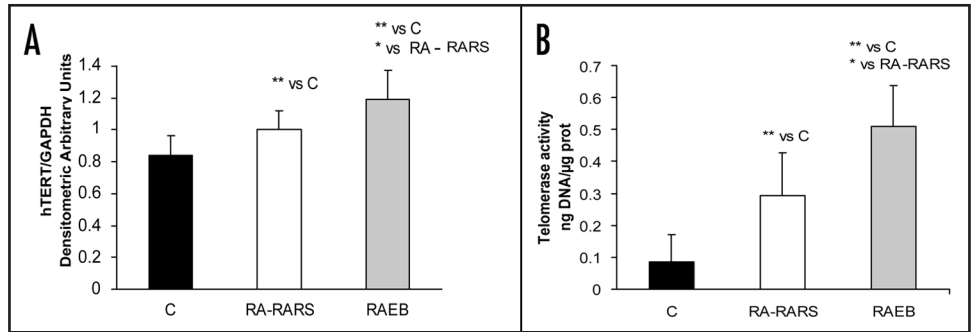 A
** vs C
* vs RA - RARS
** vs C
hTERT/GAPDH
Densitometric Arbitrary Units
1.4
1.2
1
0.8
0.6
0.4
0.2
0
C
RA-RARS
RAEB
B
** vs C
* vs RA-RARS
** vs C
Telomerase activity
ng DNA/µg prot
0.7
0.6
0.5
0.4
0.3
0.2
0.1
0
C
RA-RARS
RAEB